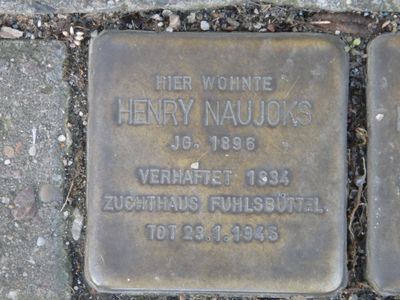 HIER WOHNTE
HENRY NAUJOKS
JG. 1896
VERHAFTET 1934
ZUCHTHAUS FUHLSBÜTTEL
TOT 23.1.1945